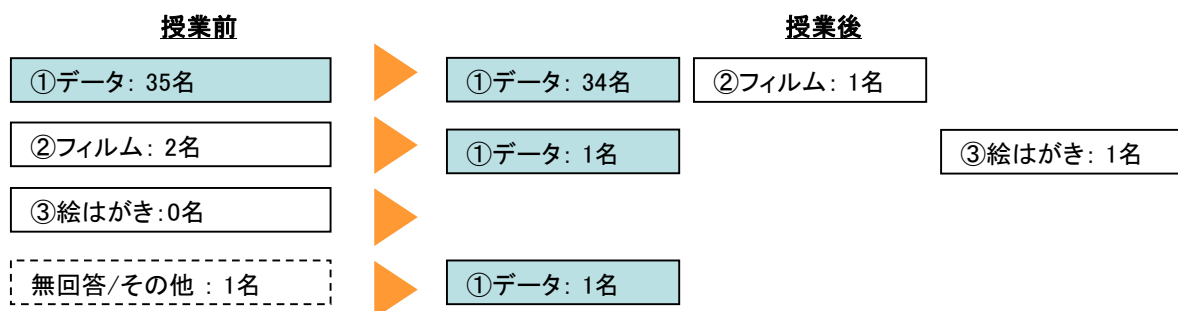 授業前 授業後
①データ: 35名 ①データ: 34名 ②フィルム: 1名
②フィルム: 2名 ①データ: 1名 ③絵はがき: 1名
③絵はがき:0名
無回答/その他 : 1名 ①データ: 1名